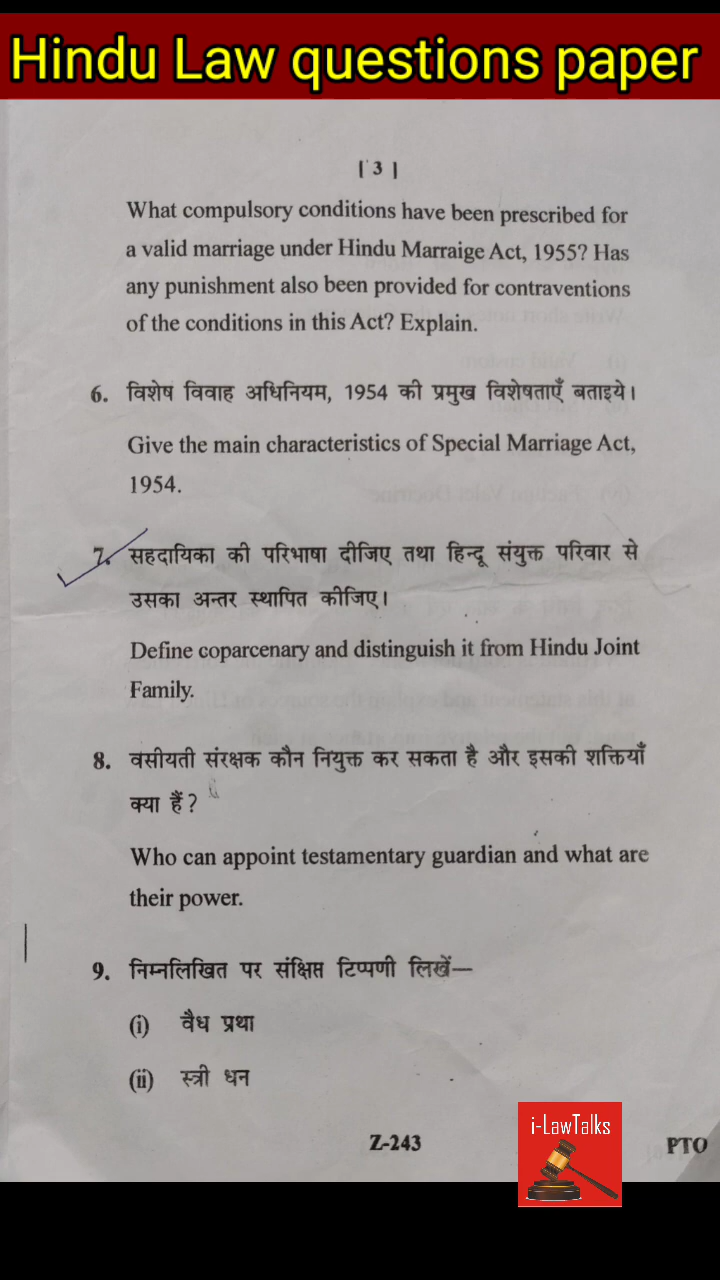 Hindu Law questions paper
[ 3 ]
What compulsory conditions have been prescribed for
a valid marriage under Hindu Marraige Act, 1955? Has
any punishment also been provided for contraventions
of the conditions in this Act? Explain.
6. विशेष विवाह अधिनियम, 1954 की प्रमुख विशेषताएँ बताइये।
Give the main characteristics of Special Marriage Act,
1954.
7. सहदायिका की परिभाषा दीजिए तथा हिन्दू संयुक्त परिवार से
उसका अन्तर स्थापित कीजिए।
Define coparcenary and distinguish it from Hindu Joint
Family.
8. वसीयती संरक्षक कौन नियुक्त कर सकता है और इसकी शक्तियाँ
क्या हैं?
Who can appoint testamentary guardian and what are
their power.
9. निम्नलिखित पर संक्षिप्त टिप्पणी लिखें—
(i) वैध प्रथा
(ii) स्त्री धन
i-LawTalks
Z-243
PTO